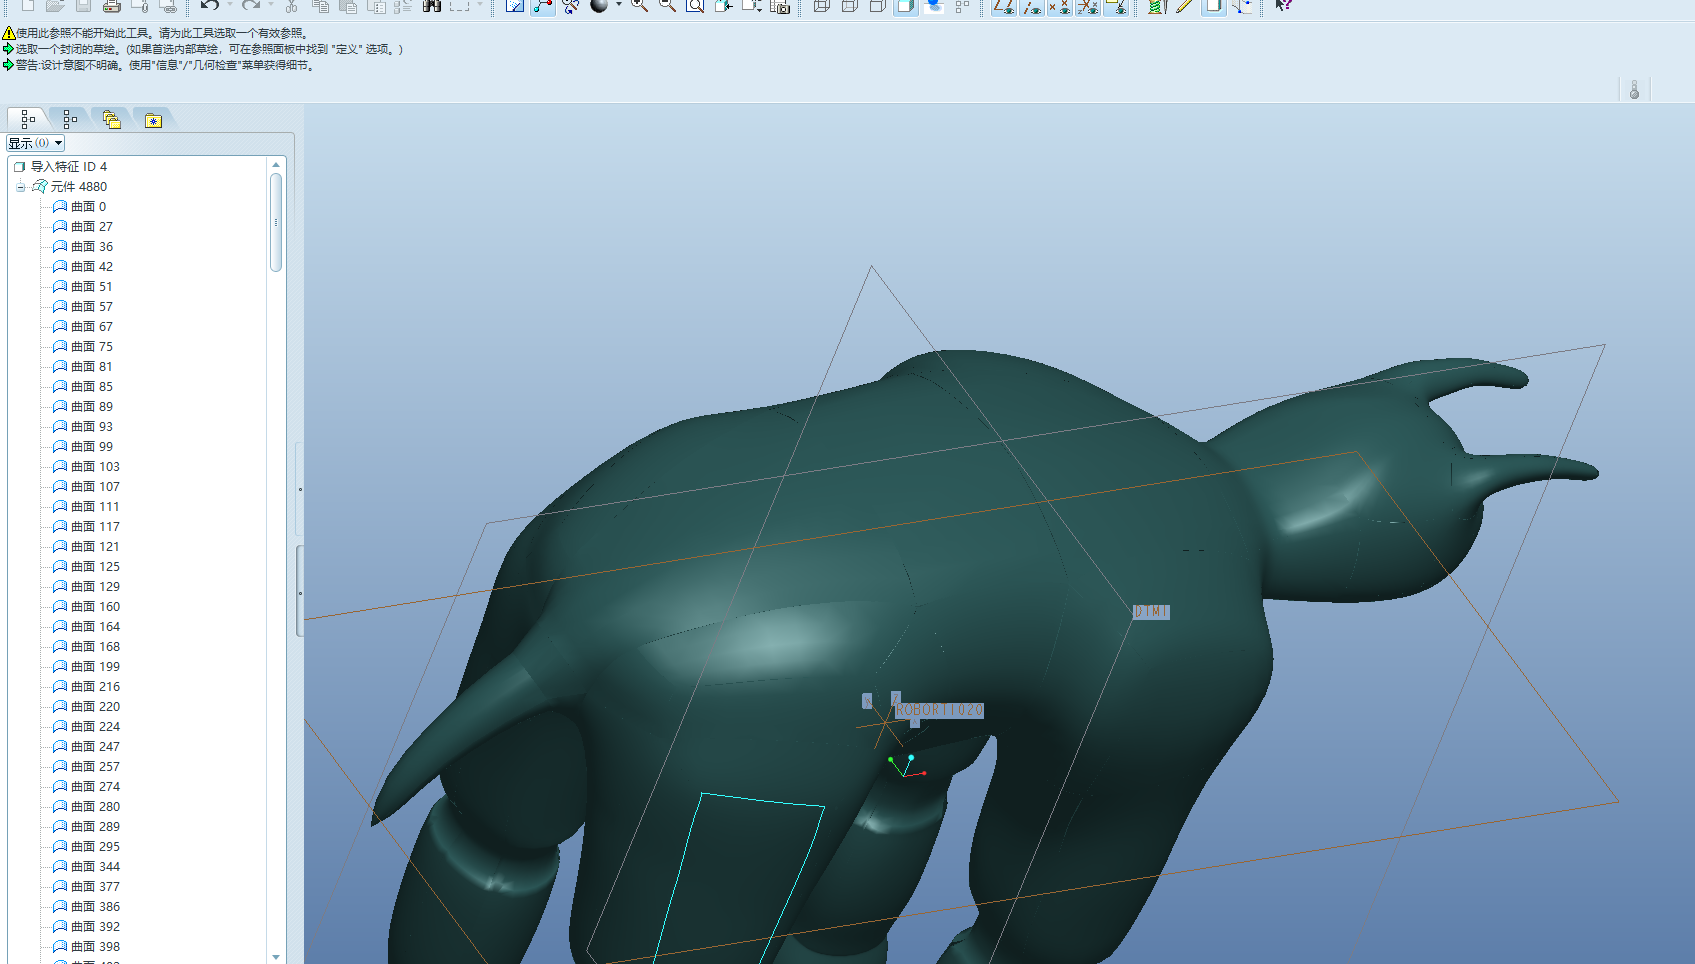 使用此参照不能开始此工具。请为此工具选取一个有效参照。
选取一个封闭的草绘。(如果首选内部草绘，可在参照面板中找到 "定义" 选项。)
警告:设计意图不明确。使用"信息"/"几何检查"菜单获得细节。
显示(O)
导入特征 ID 4
元件 4880
曲面 0
曲面 27
曲面 36
曲面 42
曲面 51
曲面 57
曲面 67
曲面 75
曲面 81
曲面 85
曲面 89
曲面 93
曲面 99
曲面 103
曲面 107
曲面 111
曲面 117
曲面 121
曲面 125
曲面 129
曲面 160
曲面 164
曲面 168
曲面 199
曲面 216
曲面 220
曲面 224
曲面 247
曲面 257
曲面 274
曲面 280
曲面 289
曲面 295
曲面 344
曲面 377
曲面 386
曲面 392
曲面 398
DTM1